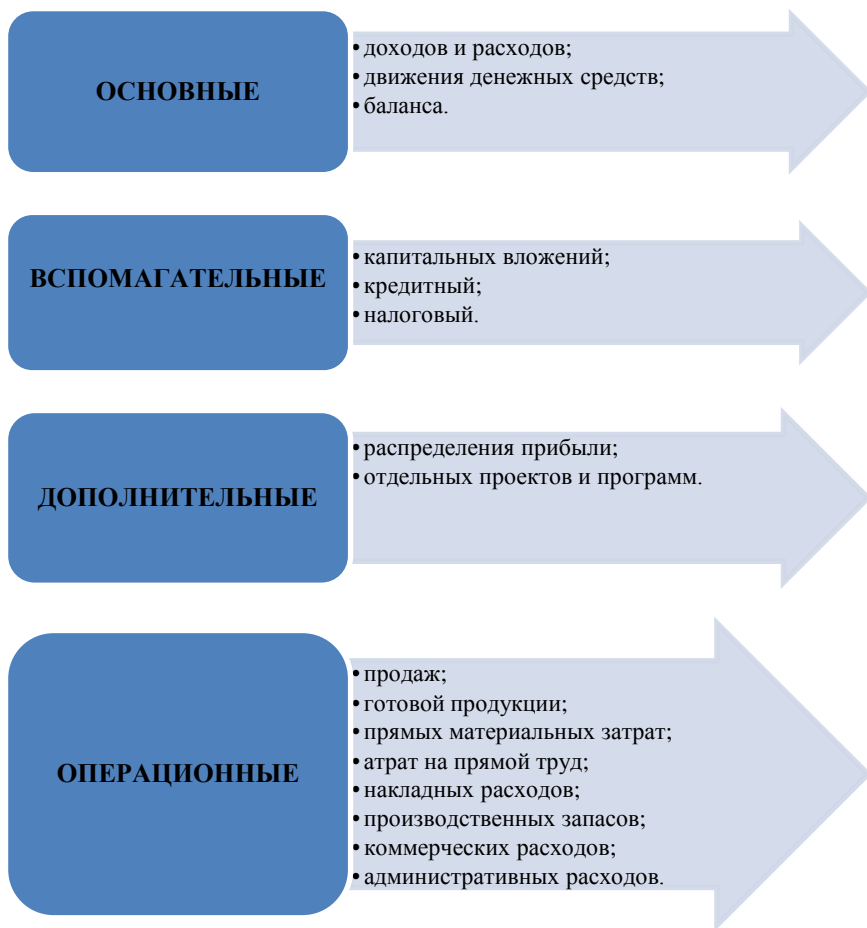 ОСНОВНЫЕ
• доходов и расходов;
• движения денежных средств;
• баланса.
ВСПОМАГАТЕЛЬНЫЕ
• капитальных вложений;
• кредитный;
• налоговый.
ДОПОЛНИТЕЛЬНЫЕ
• распределения прибыли;
• отдельных проектов и программ.
ОПЕРАЦИОННЫЕ
• продаж;
• готовой продукции;
• прямых материальных затрат;
• атрат на прямой труд;
• накладных расходов;
• производственных запасов;
• коммерческих расходов;
• административных расходов.